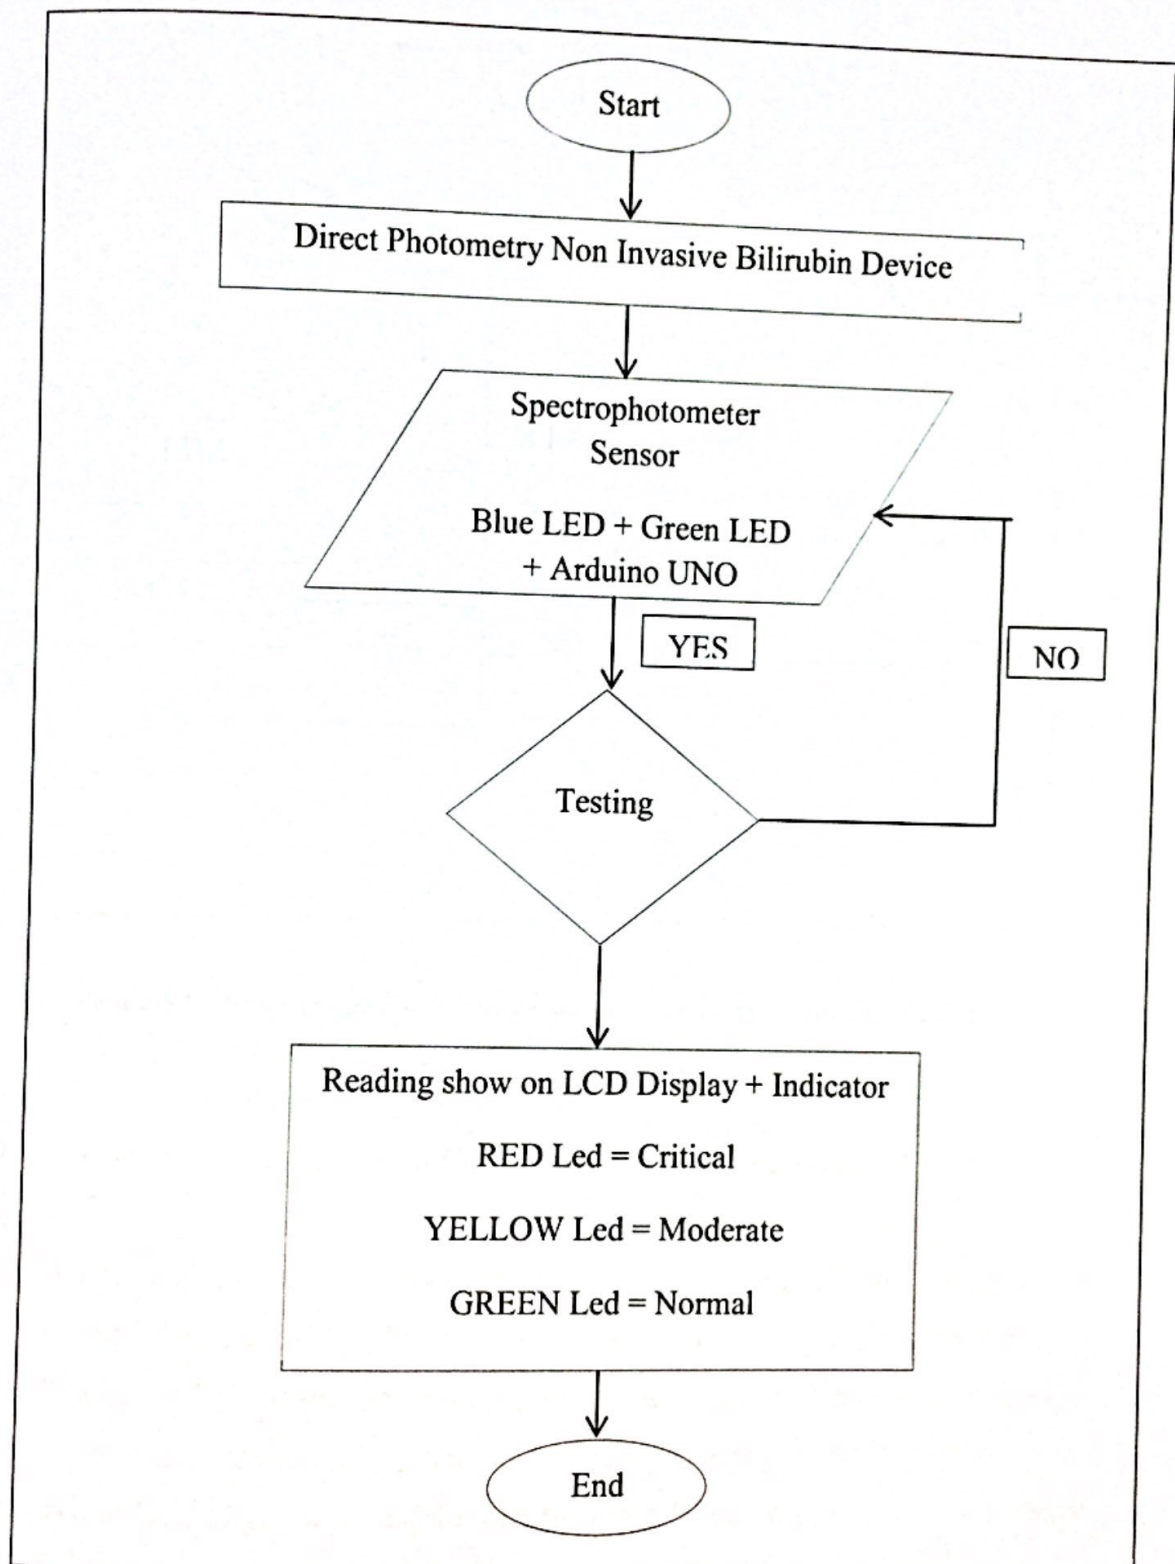 Start
Direct Photometry Non Invasive Bilirubin Device
Spectrophotometer
Sensor
Blue LED + Green LED
+ Arduino UNO
YES
NO
Testing
Reading show on LCD Display + Indicator
RED Led = Critical
YELLOW Led = Moderate
GREEN Led = Normal
End